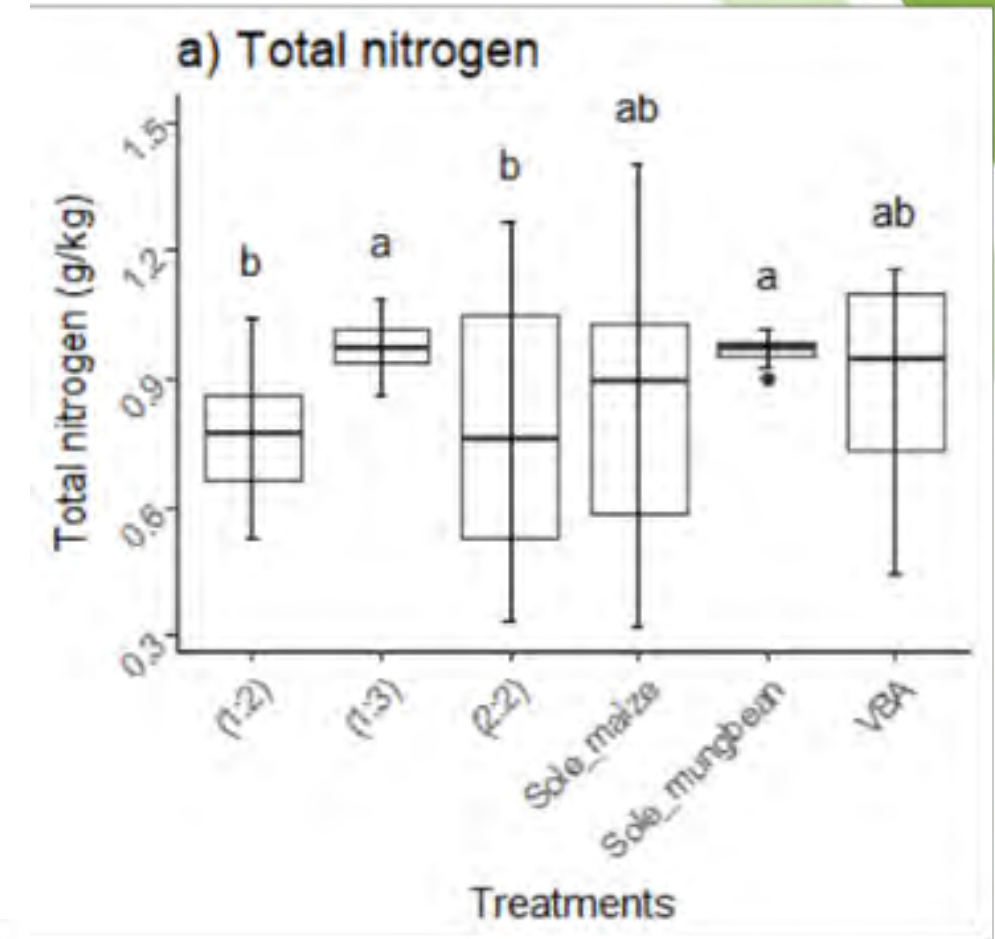 a) Total nitrogen
ab
b
ab
a
b
a
1.5
1.2
0.9
0.6
0.3
Total nitrogen (g/kg)
(1:2)
(1:3)
(2:2)
Sole_maize
Sole_mungbean
VBA
Treatments